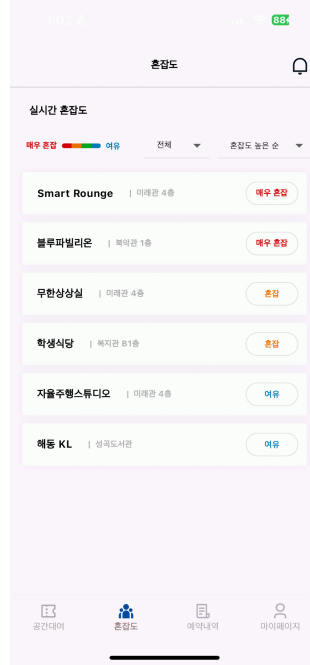 6:02
88
혼잡도
실시간 혼잡도
매우 혼잡 여유 전체 혼잡도 높은 순
Smart Rounge | 미래관 4층 매우 혼잡
블루파빌리온 | 북악관 1층 매우 혼잡
무한상상실 | 미래관 4층 혼잡
학생식당 | 복지관 B1층 혼잡
자율주행스튜디오 | 미래관 4층 여유
해동 KL | 성곡도서관 여유
공간대여 혼잡도 예약내역 마이페이지